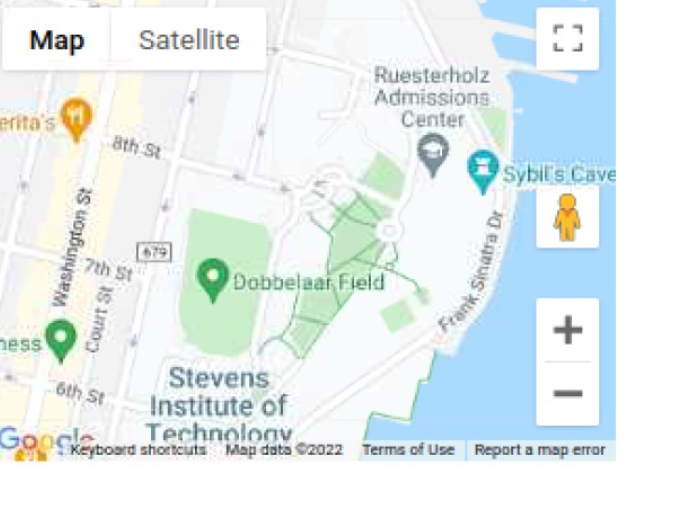 Map
Satellite
Ruesterholz
Admissions
Center
erita's
8th St
Sybil's Cave
Washington St
679
7th St
Court St
Dobbelaar Field
Frank Sinatra Dr
ness
6th St
Stevens
Institute of
Technology
Google
Keyboard shortcuts
Map data ©2022
Terms of Use
Report a map error